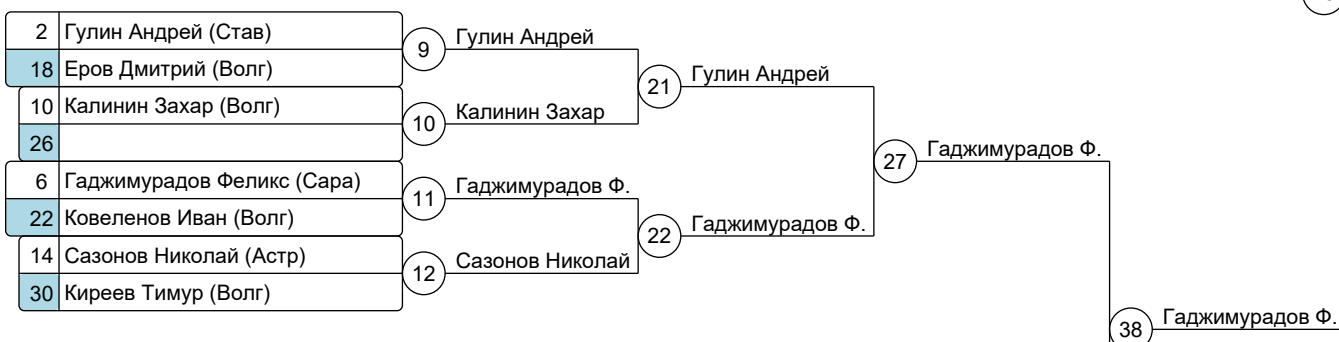 2 Гулин Андрей (Став)
18 Еров Дмитрий (Волг)
10 Калинин Захар (Волг)
26
6 Гаджимурадов Феликс (Сара)
22 Ковеленов Иван (Волг)
14 Сазонов Николай (Астр)
30 Киреев Тимур (Волг)
9 Гулин Андрей
10 Калинин Захар
11 Гаджимурадов Ф.
12 Сазонов Николай
21 Гулин Андрей
22 Гаджимурадов Ф.
27 Гаджимурадов Ф.
38 Гаджимурадов Ф.